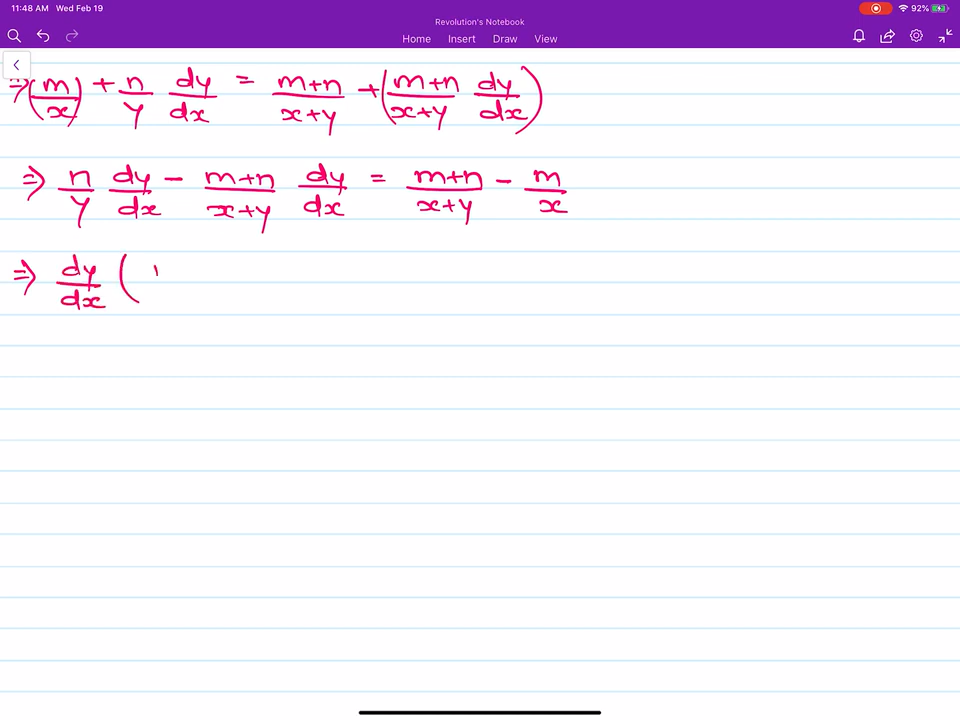 11:48 AM Wed Feb 19 92%
Revolution's Notebook
Home Insert Draw View
⇒ (m/x) + n/y dy/dx = m+n/x+y + (m+n/x+y dy/dx)
⇒ n/y dy/dx - m+n/x+y dy/dx = m+n/x+y - m/x
⇒ dy/dx (